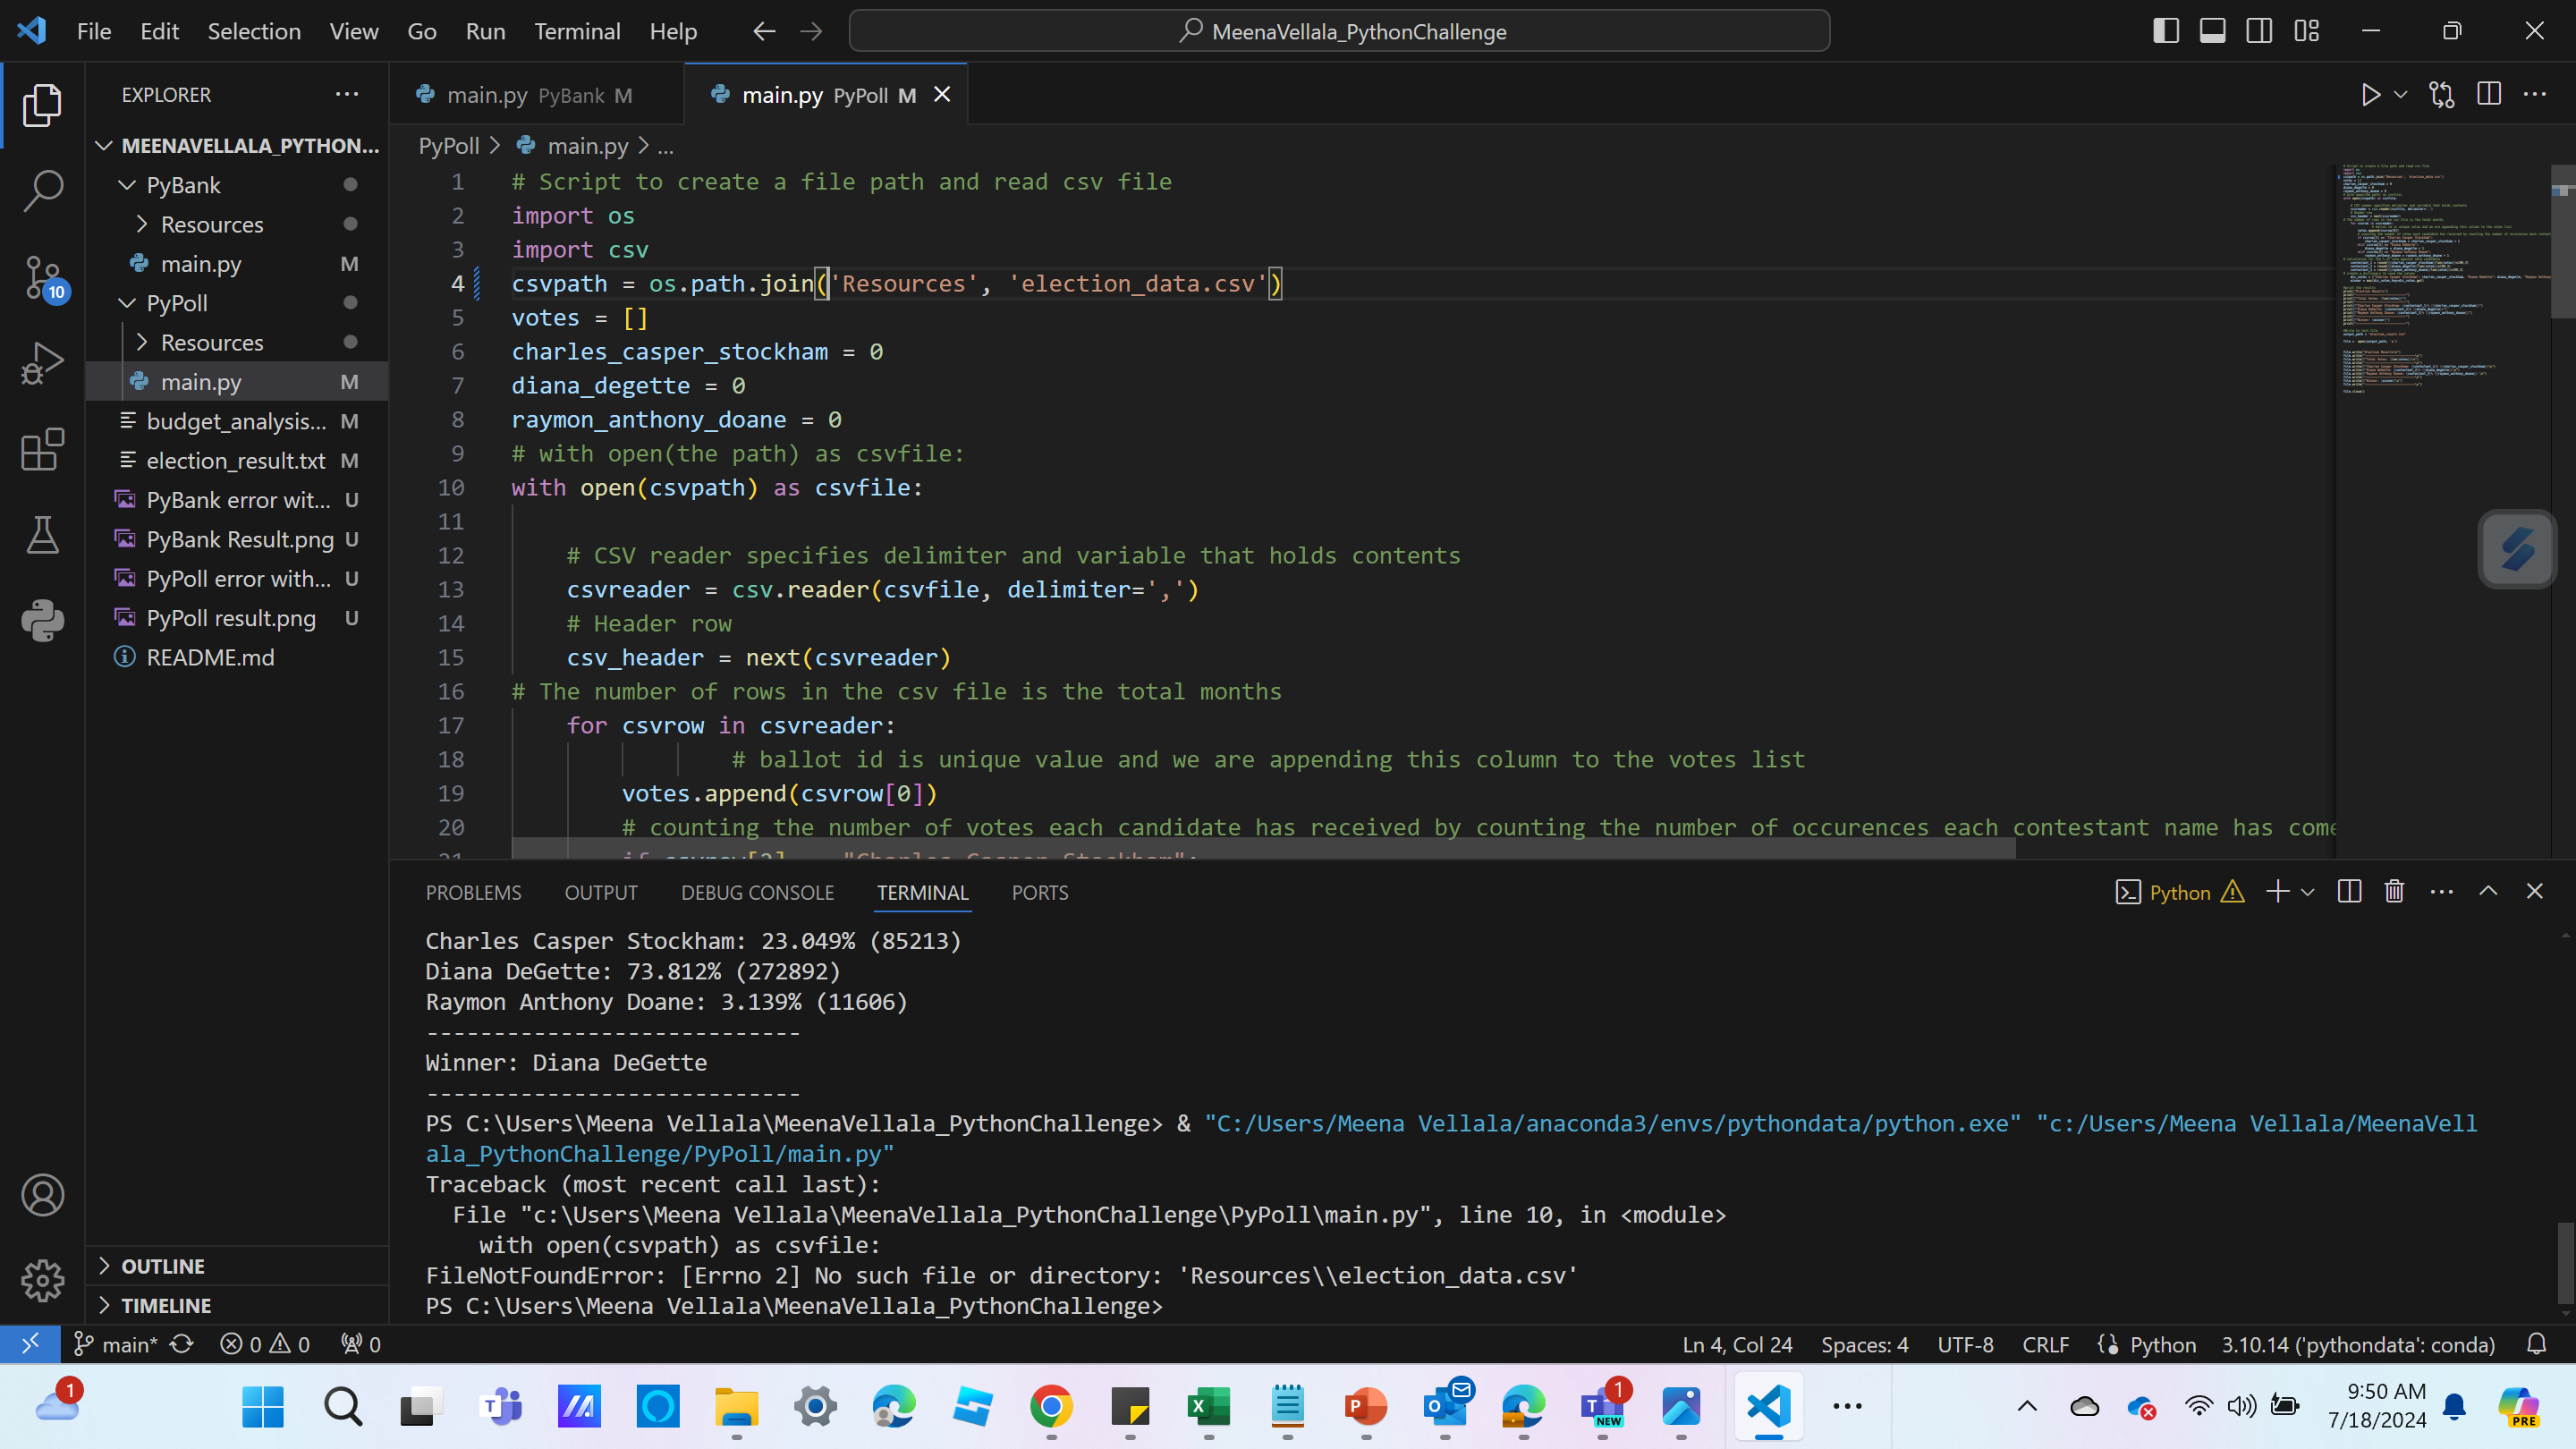 File Edit Selection View Go Run Terminal Help
MeenaVellala_PythonChallenge
EXPLORER
MEENAVELLALA_PYTHON...
PyBank
Resources
main.py M
PyPoll
Resources
main.py M
budget_analysis... M
election_result.txt M
PyBank error wit... U
PyBank Result.png U
PyPoll error with... U
PyPoll result.png U
README.md
OUTLINE
TIMELINE
10
main.py PyBank M
main.py PyPoll M
PyPoll > main.py > ...
1 # Script to create a file path and read csv file
2 import os
3 import csv
4 csvpath = os.path.join('Resources', 'election_data.csv')
5 votes = []
6 charles_casper_stockham = 0
7 diana_degette = 0
8 raymon_anthony_doane = 0
9 # with open(the path) as csvfile:
10 with open(csvpath) as csvfile:
11
12 # CSV reader specifies delimiter and variable that holds contents
13 csvreader = csv.reader(csvfile, delimiter=',')
14 # Header row
15 csv_header = next(csvreader)
16 # The number of rows in the csv file is the total months
17 for csvrow in csvreader:
18 # ballot id is unique value and we are appending this column to the votes list
19 votes.append(csvrow[0])
20 # counting the number of votes each candidate has received by counting the number of occurences each contestant name has come
PROBLEMS OUTPUT DEBUG CONSOLE TERMINAL PORTS
Python
Charles Casper Stockham: 23.049% (85213)
Diana DeGette: 73.812% (272892)
Raymon Anthony Doane: 3.139% (11606)
----------------------------
Winner: Diana DeGette
----------------------------
PS C:\Users\Meena Vellala\MeenaVellala_PythonChallenge> & "C:/Users/Meena Vellala/anaconda3/envs/pythondata/python.exe" "c:/Users/Meena Vellala/MeenaVell
ala_PythonChallenge/PyPoll/main.py"
Traceback (most recent call last):
File "c:\Users\Meena Vellala\MeenaVellala_PythonChallenge\PyPoll\main.py", line 10, in <module>
with open(csvpath) as csvfile:
FileNotFoundError: [Errno 2] No such file or directory: 'Resources\\election_data.csv'
PS C:\Users\Meena Vellala\MeenaVellala_PythonChallenge>
main* 0 0 0
Ln 4, Col 24 Spaces: 4 UTF-8 CRLF Python 3.10.14 ('pythondata': conda)
1
1
NEW
9:50 AM
7/18/2024
PRE